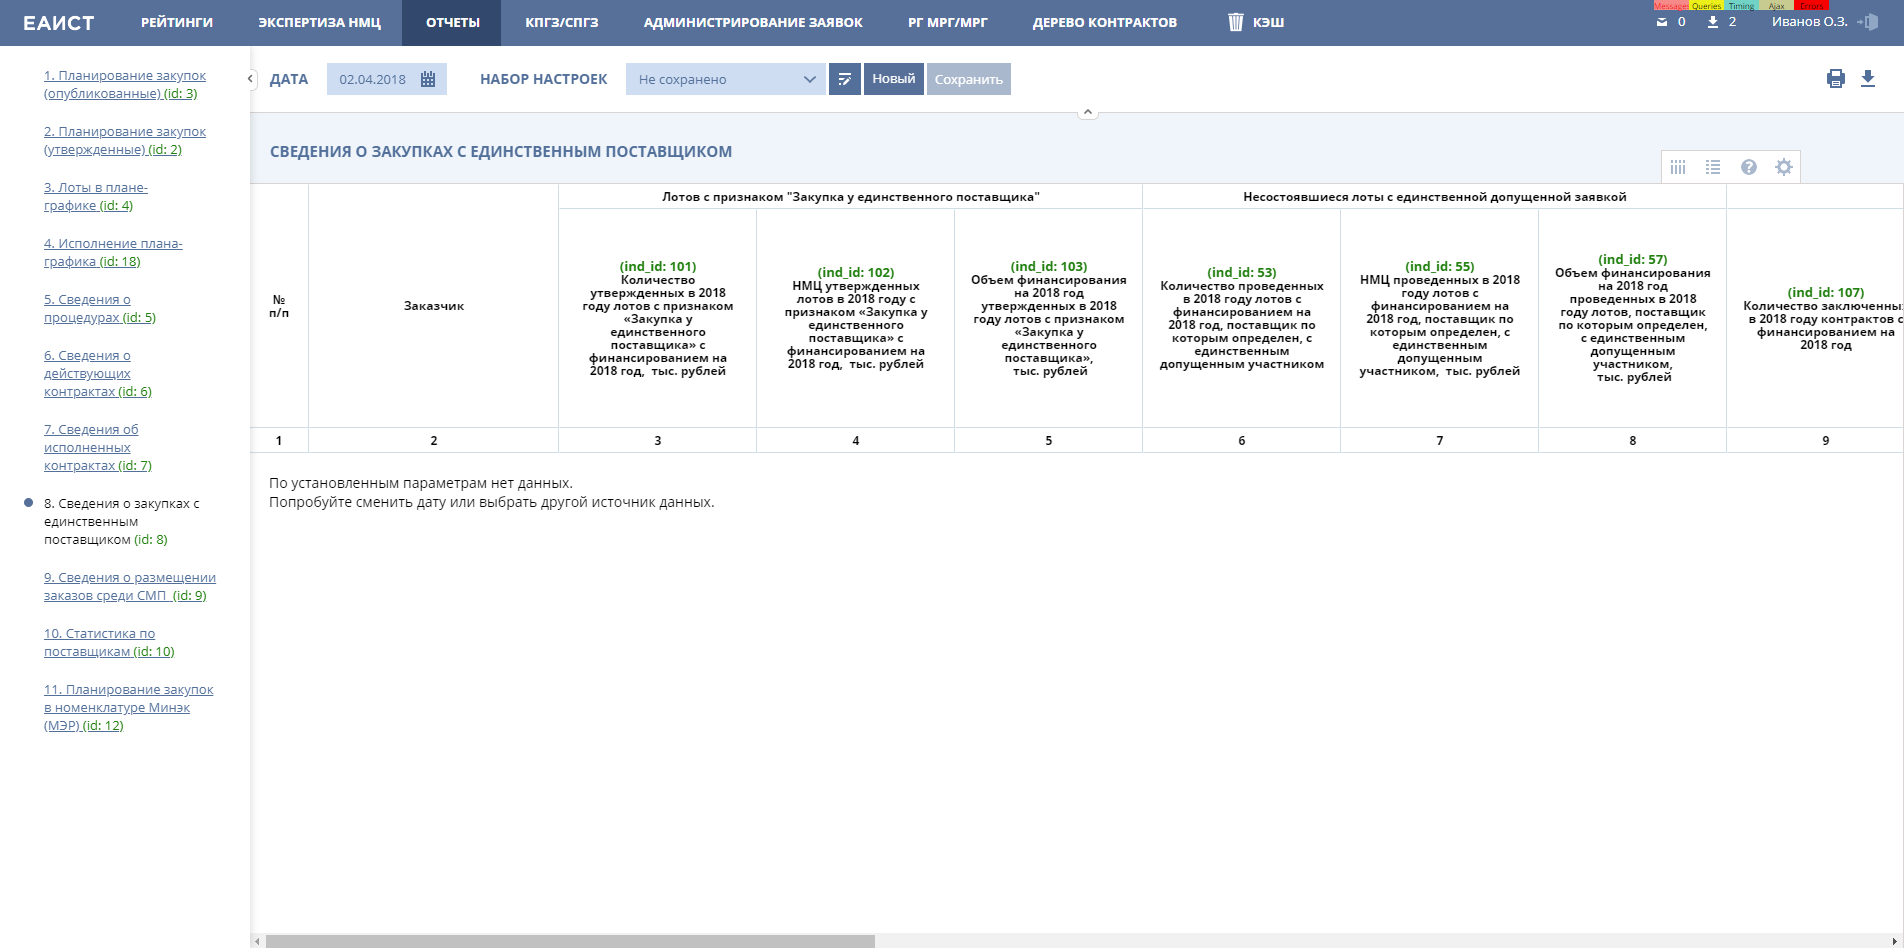 Messages Queries Timing Ajax Errors
ЕАИСТ РЕЙТИНГИ ЭКСПЕРТИЗА НМЦ ОТЧЕТЫ КПГЗ/СПГЗ АДМИНИСТРИРОВАНИЕ ЗАЯВОК РГ МРГ/МРГ ДЕРЕВО КОНТРАКТОВ КЭШ 0 2 Иванов О.З.
1. Планирование закупок
(опубликованные) (id: 3)
2. Планирование закупок
(утвержденные) (id: 2)
3. Лоты в плане-
графике (id: 4)
4. Исполнение плана-
графика (id: 18)
5. Сведения о
процедурах (id: 5)
6. Сведения о
действующих
контрактах (id: 6)
7. Сведения об
исполненных
контрактах (id: 7)
8. Сведения о закупках с
единственным
поставщиком (id: 8)
9. Сведения о размещении
заказов среди СМП (id: 9)
10. Статистика по
поставщикам (id: 10)
11. Планирование закупок
в номенклатуре Минэк
(МЭР) (id: 12)
ДАТА 02.04.2018 НАБОР НАСТРОЕК Не сохранено Новый Сохранить
СВЕДЕНИЯ О ЗАКУПКАХ С ЕДИНСТВЕННЫМ ПОСТАВЩИКОМ
Лотов с признаком "Закупка у единственного поставщика"
Несостоявшиеся лоты с единственной допущенной заявкой
№
п/п
Заказчик
(ind_id: 101)
Количество
утвержденных в 2018
году лотов с признаком
«Закупка у
единственного
поставщика» с
финансированием на
2018 год, тыс. рублей
(ind_id: 102)
НМЦ утвержденных
лотов в 2018 году с
признаком «Закупка у
единственного
поставщика» с
финансированием на
2018 год, тыс. рублей
(ind_id: 103)
Объем финансирования
на 2018 год
утвержденных в 2018
году лотов с признаком
«Закупка у
единственного
поставщика»,
тыс. рублей
(ind_id: 53)
Количество проведенных
в 2018 году лотов с
финансированием на
2018 год, поставщик по
которым определен, с
единственным
допущенным участником
(ind_id: 55)
НМЦ проведенных в 2018
году лотов с
финансированием на
2018 год, поставщик по
которым определен, с
единственным
допущенным
участником, тыс. рублей
(ind_id: 57)
Объем финансирования
на 2018 год
проведенных в 2018
году лотов, поставщик
по которым определен,
с единственным
допущенным
участником,
тыс. рублей
(ind_id: 107)
Количество заключенны
в 2018 году контрактов с
финансированием на
2018 год
1 2 3 4 5 6 7 8 9
По установленным параметрам нет данных.
Попробуйте сменить дату или выбрать другой источник данных.